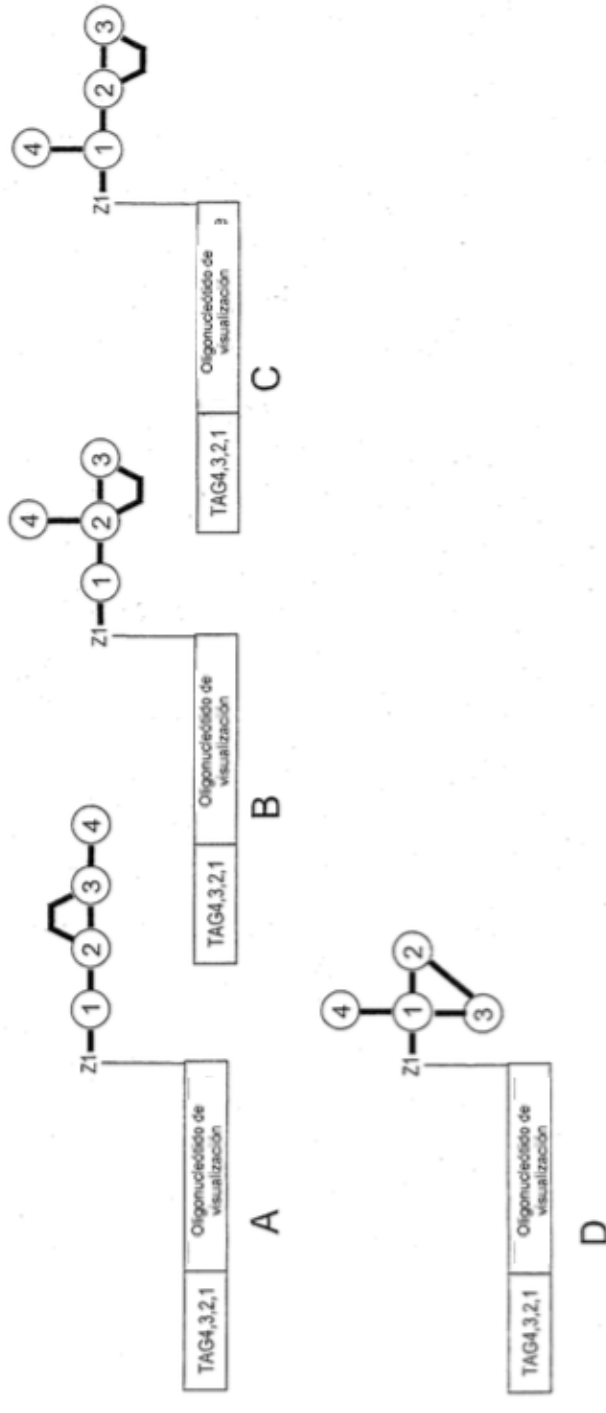 4
Z1
1
2
3
4
TAG4,3,2,1
Oligonucleótido de
visualización
A
4
Z1
1
2
3
TAG4,3,2,1
Oligonucleótido de
visualización
B
4
Z1
1
2
3
TAG4,3,2,1
Oligonucleótido de
visualización
C
4
Z1
1
2
3
TAG4,3,2,1
Oligonucleótido de
visualización
D